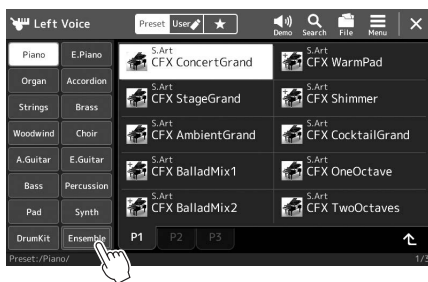 Left Voice
Preset User ★
Demo Search File Menu
Piano E.Piano
Organ Accordion
Strings Brass
Woodwind Choir
A.Guitar E.Guitar
Bass Percussion
Pad Synth
DrumKit Ensemble
S.Art
CFX ConcertGrand
S.Art
CFX WarmPad
S.Art
CFX StageGrand
S.Art
CFX Shimmer
S.Art
CFX AmbientGrand
S.Art
CFX CocktailGrand
S.Art
CFX BalladMix1
S.Art
CFX OneOctave
S.Art
CFX BalladMix2
S.Art
CFX TwoOctaves
P1 P2 P3
Preset:/Piano/
1/3